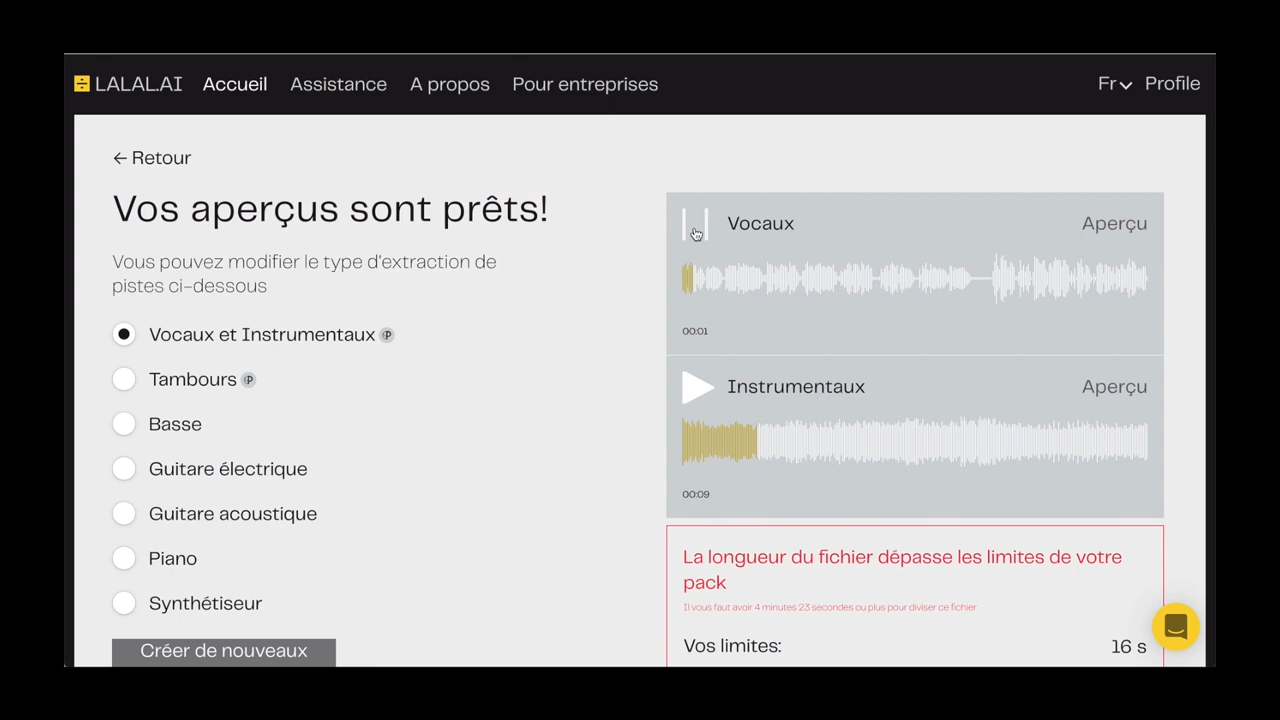 LALAL.AI Accueil Assistance A propos Pour entreprises Fr Profile
← Retour
Vos aperçus sont prêts!
Vous pouvez modifier le type d'extraction de
pistes ci-dessous
Vocaux et Instrumentaux P
Tambours P
Basse
Guitare électrique
Guitare acoustique
Piano
Synthétiseur
Créer de nouveaux
Vocaux Aperçu
00:01
Instrumentaux Aperçu
00:09
La longueur du fichier dépasse les limites de votre
pack
Il vous faut avoir 4 minutes 23 secondes ou plus pour diviser ce fichier
Vos limites: 16 s